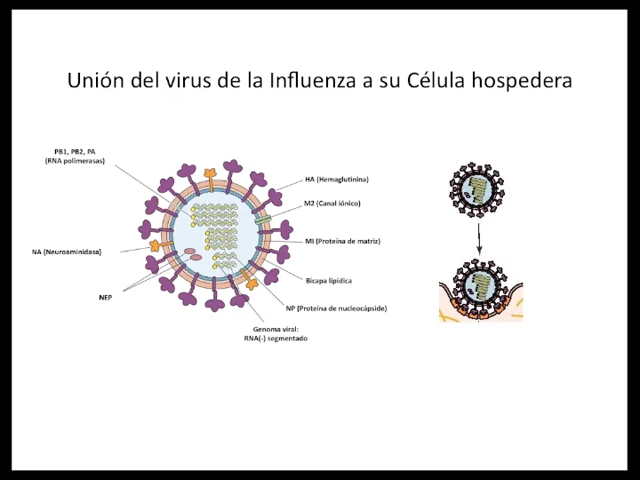 Unión del virus de la Influenza a su Célula hospedera
PB1, PB2, PA
(RNA polimerasas)
HA (Hemaglutinina)
M2 (Canal iónico)
MI (Proteína de matriz)
NA (Neuroaminidasa)
Bicapa lipídica
NEP
NP (Proteína de nucleocápside)
Genoma viral:
RNA(-) segmentado